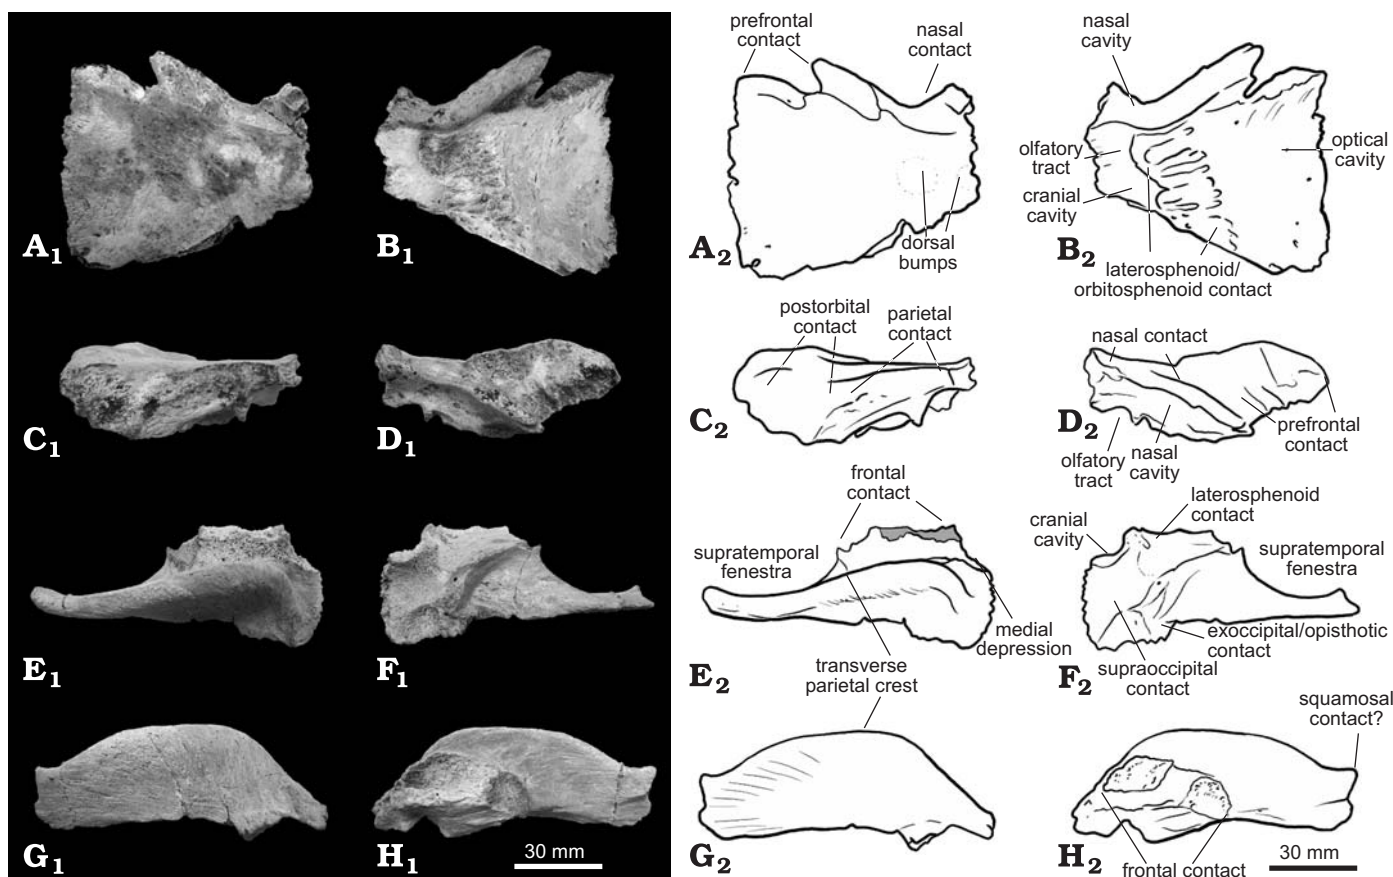 A1
B1
C1
D1
E1
F1
G1
H1
30 mm
prefrontal
contact
nasal
contact
nasal
cavity
olfatory
tract
cranial
cavity
optical
cavity
A2
dorsal
bumps
B2
laterosphenoid/
orbitosphenoid contact
postorbital
contact
parietal
contact
nasal contact
C2
D2
prefrontal
contact
olfatory
tract
nasal
cavity
frontal
contact
laterosphenoid
contact
cranial
cavity
supratemporal
fenestra
supratemporal
fenestra
medial
depression
exoccipital/opisthotic
contact
E2
F2
supraoccipital
contact
transverse
parietal crest
squamosal
contact?
G2
H2
frontal contact
30 mm